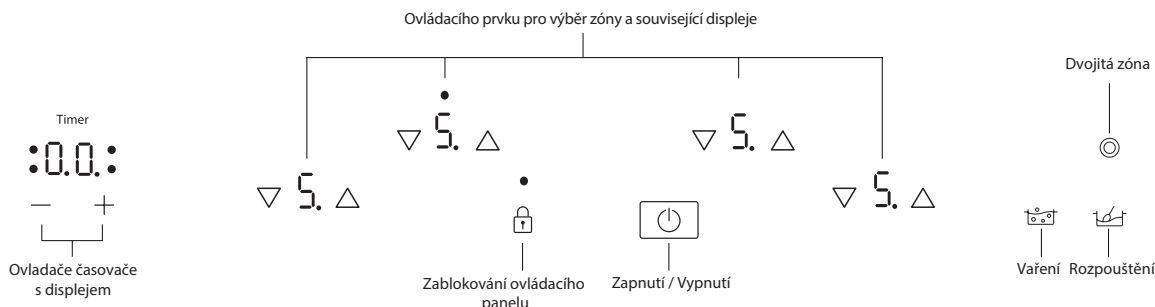 Ovládacího prvku pro výběr zóny a související displeje
Dvojitá zóna
Timer
0.0.
5.
5.
5.
5.
Ovladače časovače
s displejem
Zablokování ovládacího
panelu
Zapnutí / Vypnutí
Vaření
Rozpouštění